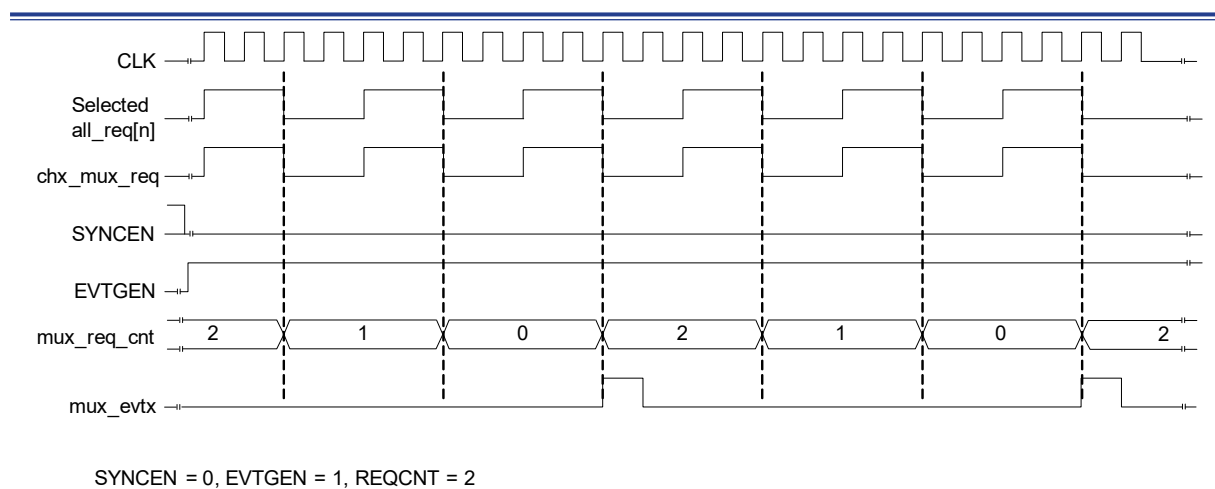 CLK
Selected
all_req[n]
chx_mux_req
SYNCEN
EVTGEN
mux_req_cnt 2 1 0 2 1 0 2
mux_evtx
SYNCEN = 0, EVTGEN = 1, REQCNT = 2